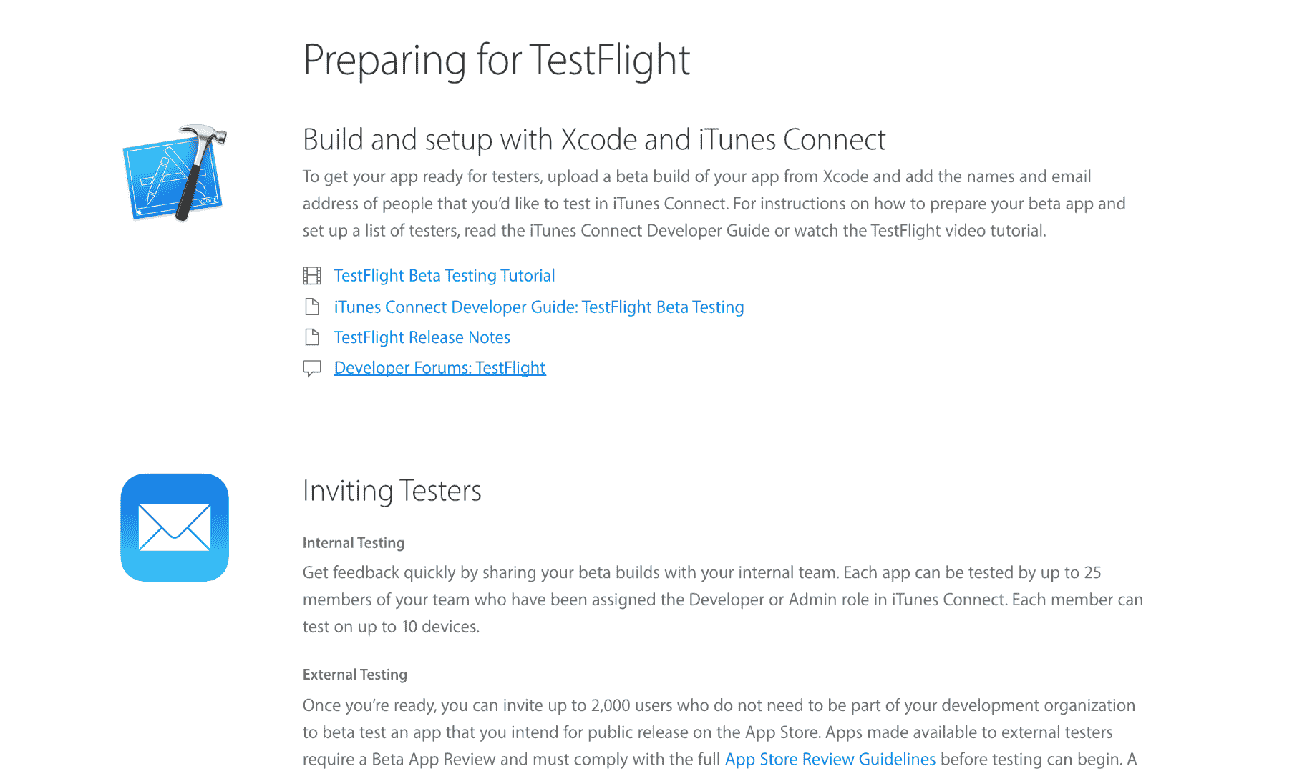 Preparing for TestFlight
Build and setup with Xcode and iTunes Connect
To get your app ready for testers, upload a beta build of your app from Xcode and add the names and email
address of people that you’d like to test in iTunes Connect. For instructions on how to prepare your beta app and
set up a list of testers, read the iTunes Connect Developer Guide or watch the TestFlight video tutorial.
TestFlight Beta Testing Tutorial
iTunes Connect Developer Guide: TestFlight Beta Testing
TestFlight Release Notes
Developer Forums: TestFlight
Inviting Testers
Internal Testing
Get feedback quickly by sharing your beta builds with your internal team. Each app can be tested by up to 25
members of your team who have been assigned the Developer or Admin role in iTunes Connect. Each member can
test on up to 10 devices.
External Testing
Once you’re ready, you can invite up to 2,000 users who do not need to be part of your development organization
to beta test an app that you intend for public release on the App Store. Apps made available to external testers
require a Beta App Review and must comply with the full App Store Review Guidelines before testing can begin. A